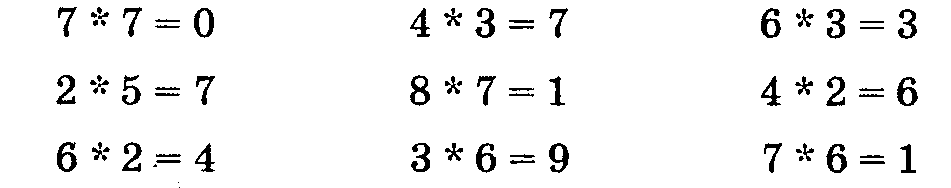 7 * 7 = 0 4 * 3 = 7 6 * 3 = 3
2 * 5 = 7 8 * 7 = 1 4 * 2 = 6
6 * 2 = 4 3 * 6 = 9 7 * 6 = 1